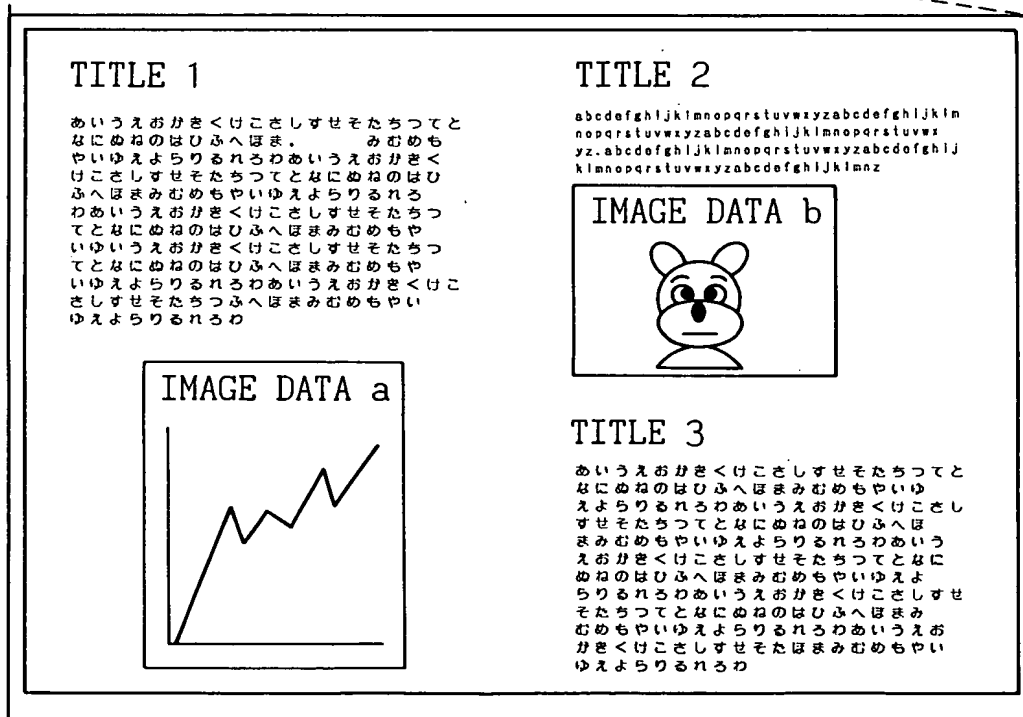 TITLE 1
あいうえおかきくけこさしすせそたちつてと
なにぬねのはひふへほま. みむめも
やいゆえよらりるれろわあいうえおかきく
けこさしすせそたちつてとなにぬねのはひ
ふへほまみむめもやいゆえよらりるれろ
わあいうえおかきくけこさしすせそたちつ
てとなにぬねのはひふへほまみむめもや
いゆいうえおかきくけこさしすせそたちつ
てとなにぬねのはひふへほまみむめもや
いゆえよらりるれろわあいうえおかきくけこ
さしすせそたちつふへほまみむめもやい
ゆえよらりるれろわ
IMAGE DATA a
TITLE 2
abcdefghijklmnopqrstuvwxyzabcdefghijklm
nopqrstuvwxyzabcdefghijklmnopqrstuvwx
yz.abcdefghijklmnopqrstuvwxyzabcdefghij
klmnopqrstuvwxyzabcdefghijklmnz
IMAGE DATA b
TITLE 3
あいうえおかきくけこさしすせそたちつてと
なにぬねのはひふへほまみむめもやいゆ
えよらりるれろわあいうえおかきくけこさし
すせそたちつてとなにぬねのはひふへほ
まみむめもやいゆえよらりるれろわあいう
えおかきくけこさしすせそたちつてとなに
ぬねのはひふへほまみむめもやいゆえよ
らりるれろわあいうえおかきくけこさしすせ
そたちつてとなにぬねのはひふへほまみ
むめもやいゆえよらりるれろわあいうえお
かきくけこさしすせそたほまみむめもやい
ゆえよらりるれろわ